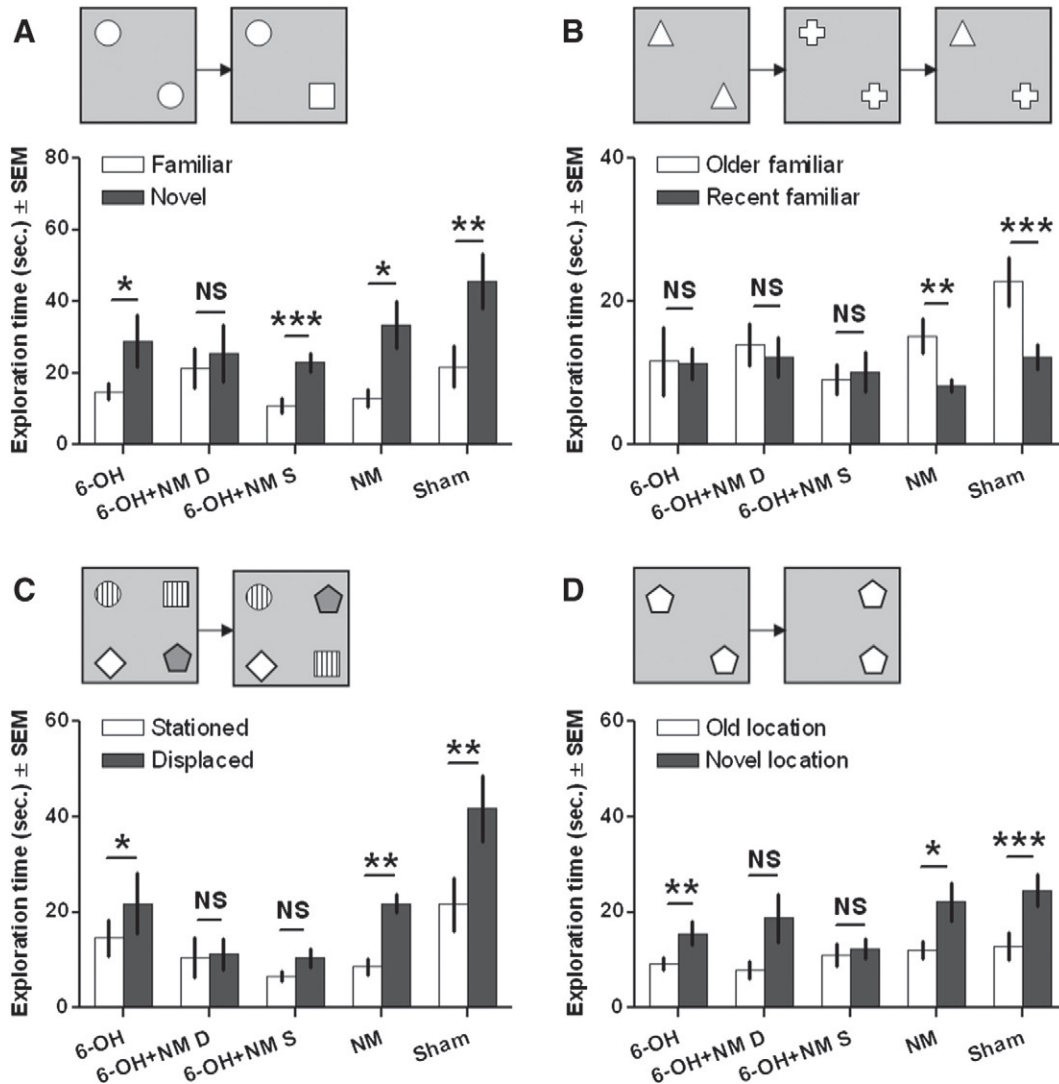 A
Familiar
Novel
Exploration time (sec.) ± SEM
80
60
40
20
0
*
NS
***
*
**
6-OH
6-OH+NM D
6-OH+NM S
NM
Sham
B
Older familiar
Recent familiar
Exploration time (sec.) ± SEM
40
20
0
NS
NS
NS
**
***
6-OH
6-OH+NM D
6-OH+NM S
NM
Sham
C
Stationed
Displaced
Exploration time (sec.) ± SEM
60
40
20
0
*
NS
NS
**
**
6-OH
6-OH+NM D
6-OH+NM S
NM
Sham
D
Old location
Novel location
Exploration time (sec.) ± SEM
60
40
20
0
**
NS
NS
*
***
6-OH
6-OH+NM D
6-OH+NM S
NM
Sham